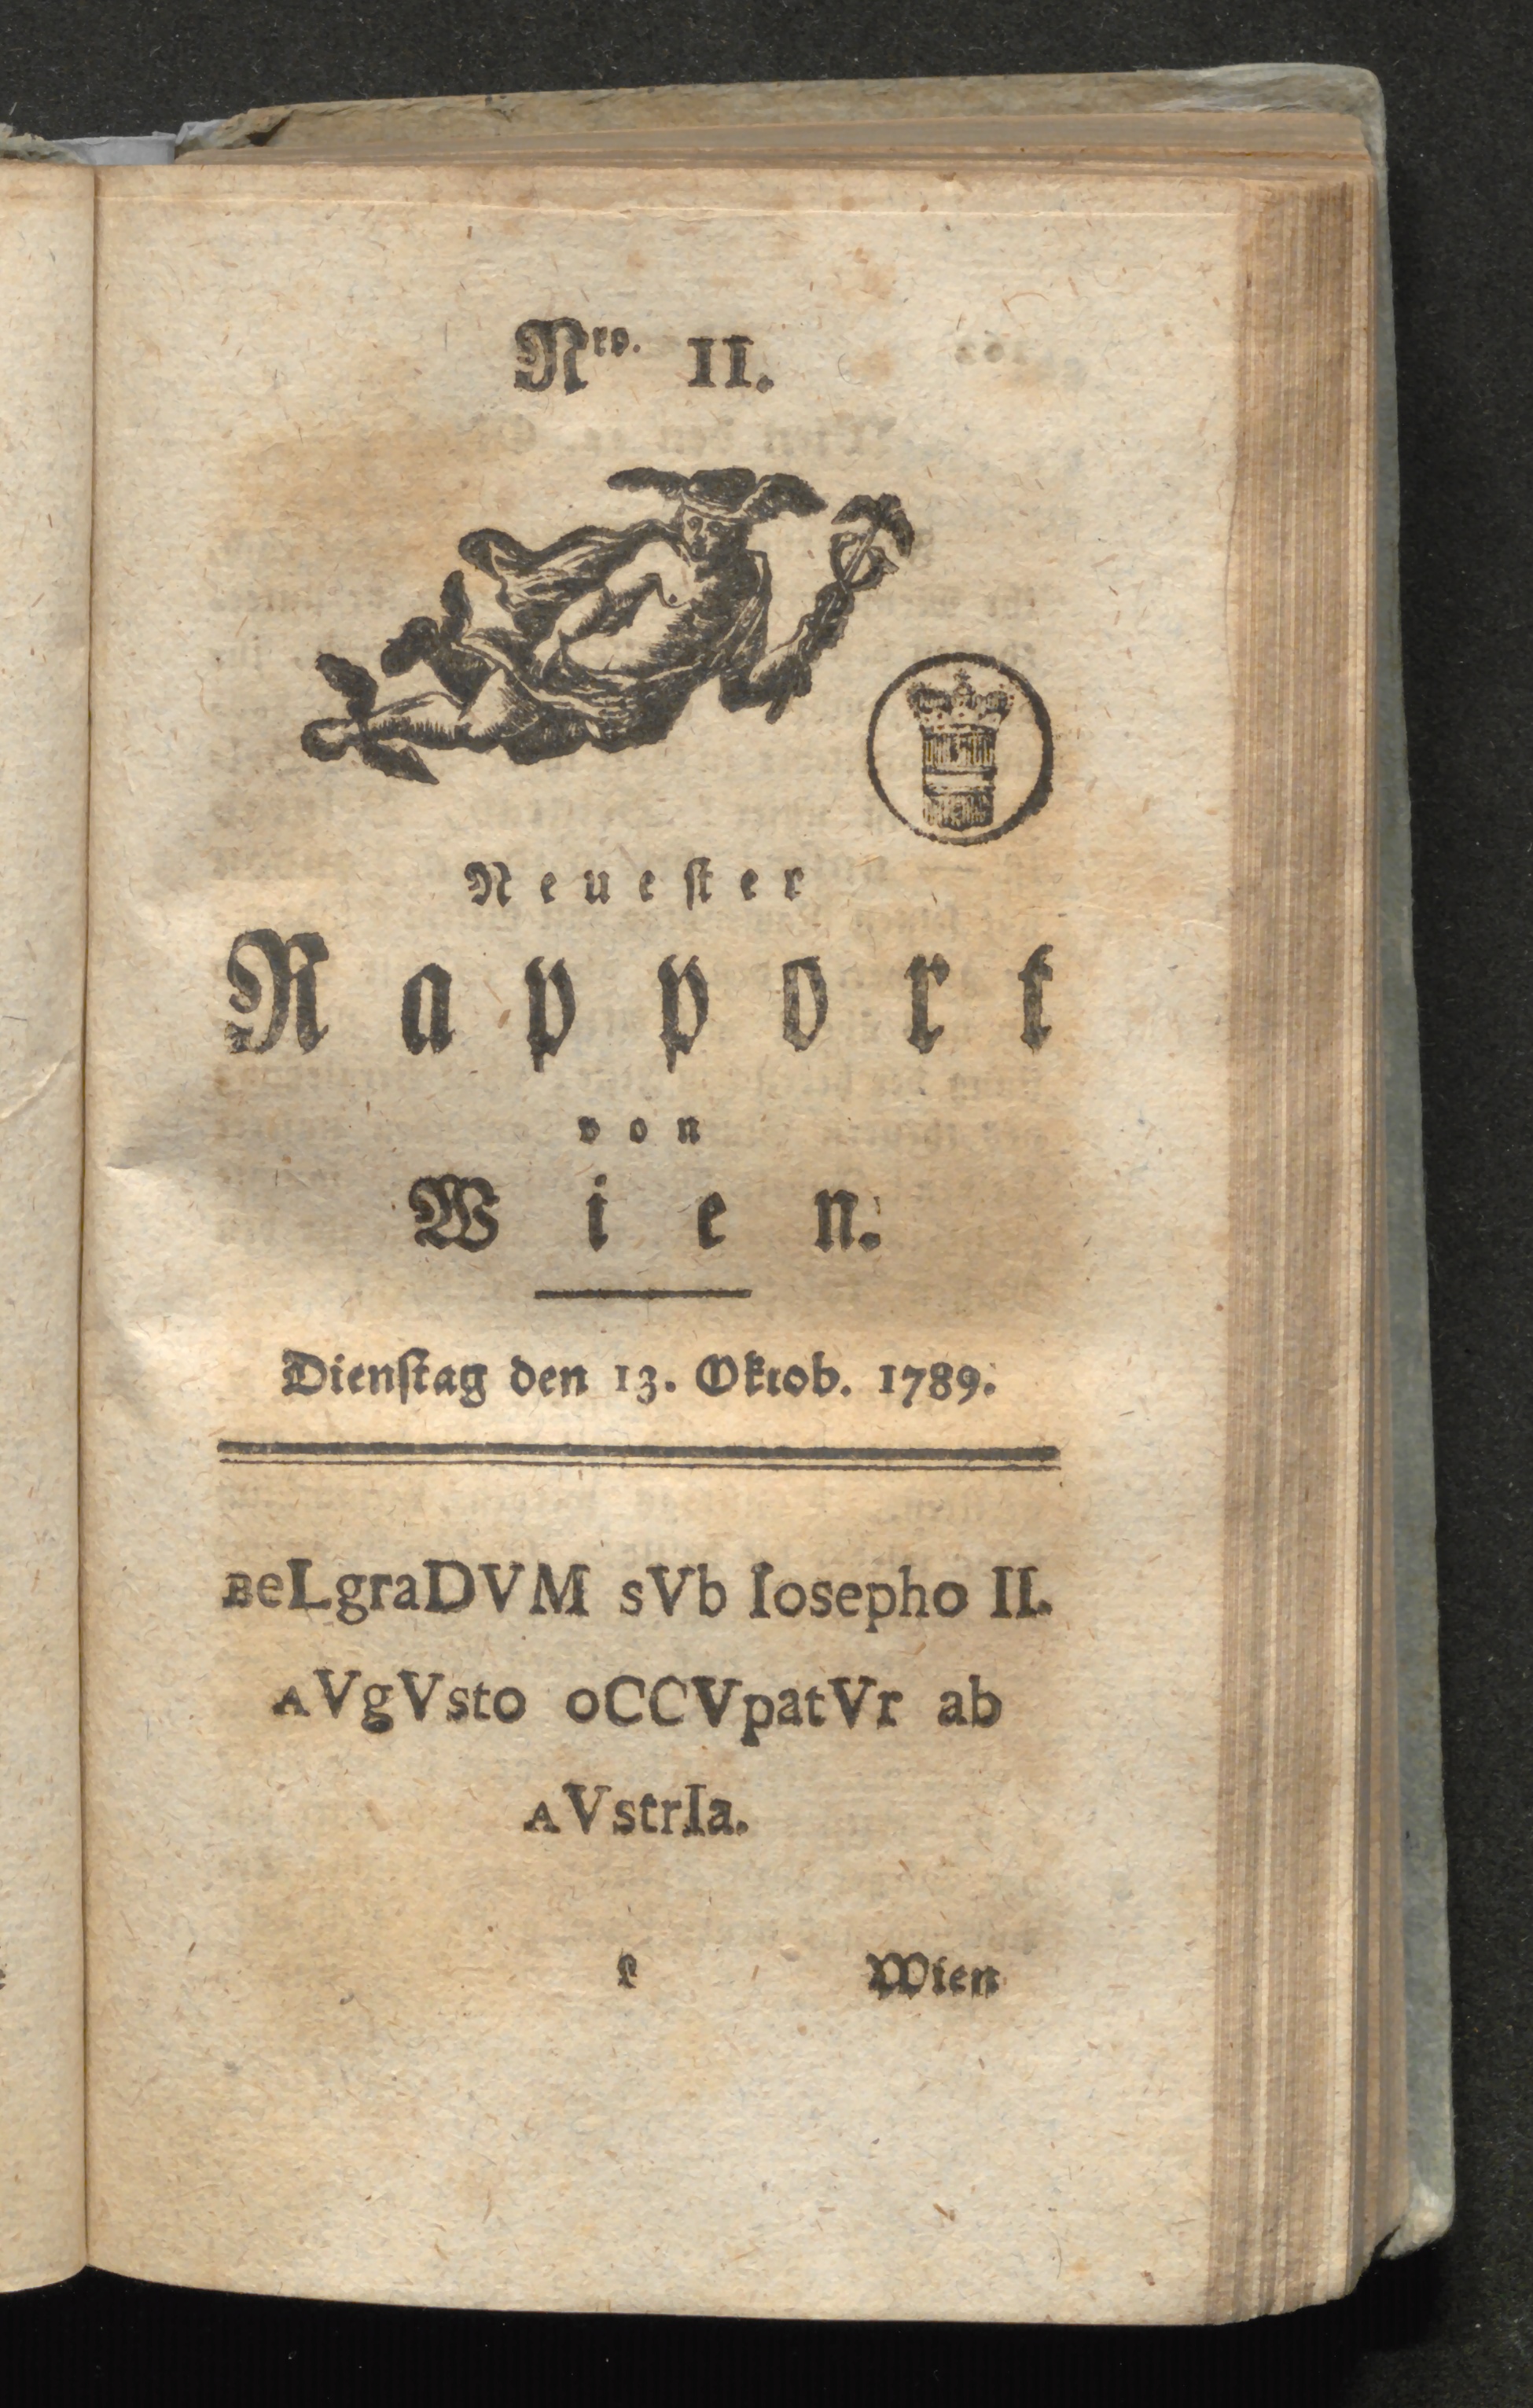 Nro. 11.
Neuester
Rapport
von
Wien.
Dienstag den 13. Oktob. 1789.
BeLgraDVM sVb Iosepho II.
AVgVsto oCCVpatVr ab
AVstrIa.
L Wien